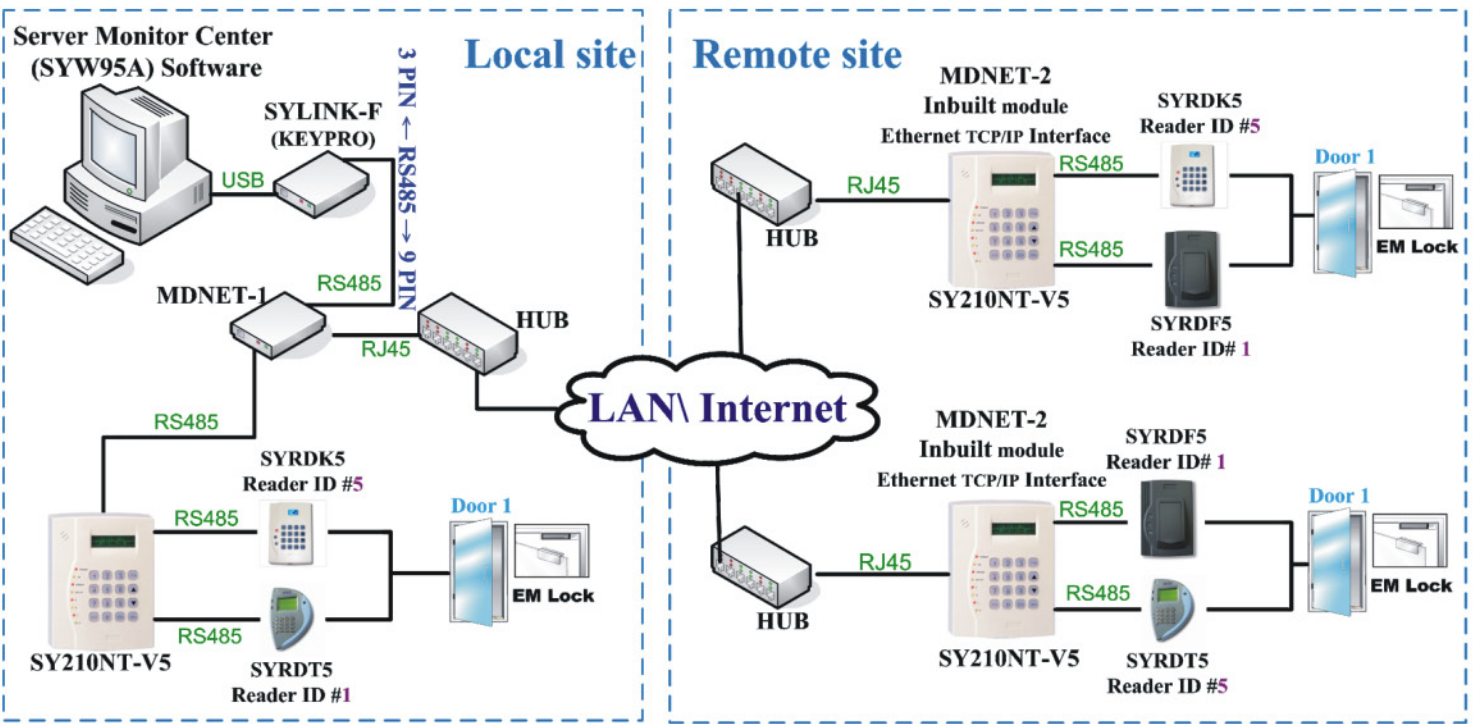 Server Monitor Center
(SYW95A) Software
SYLINK-F
(KEYPRO)
USB
3 PIN ← RS485 → 9 PIN
Local site
RS485
MDNET-1
RJ45
HUB
RS485
SYRDK5
Reader ID #5
RS485
RS485
SY210NT-V5
SYRDT5
Reader ID #1
Door 1
EM Lock
LAN\ Internet
Remote site
MDNET-2
Inbuilt module
Ethernet TCP/IP Interface
HUB
RJ45
SY210NT-V5
RS485
SYRDK5
Reader ID #5
RS485
SYRDF5
Reader ID# 1
Door 1
EM Lock
MDNET-2
Inbuilt module
Ethernet TCP/IP Interface
HUB
RJ45
SY210NT-V5
SYRDF5
Reader ID# 1
RS485
RS485
SYRDT5
Reader ID #5
Door 1
EM Lock